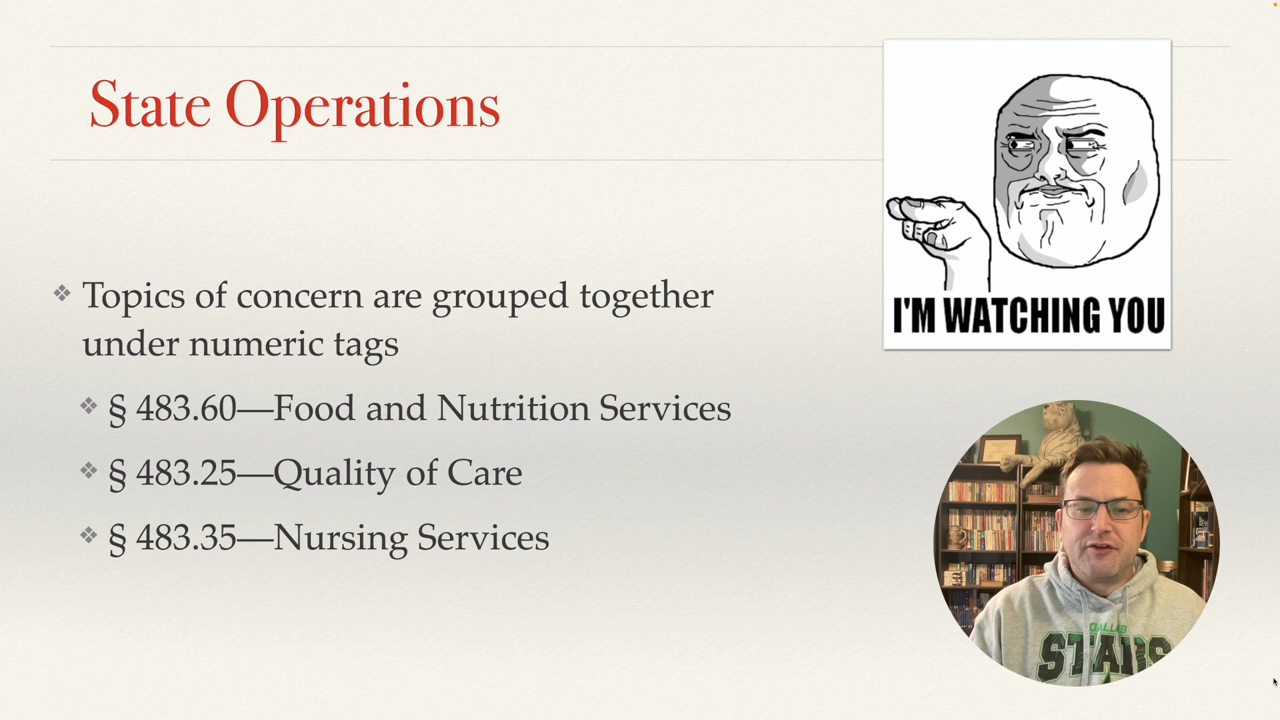 State Operations
Topics of concern are grouped together
under numeric tags
§ 483.60—Food and Nutrition Services
§ 483.25—Quality of Care
§ 483.35—Nursing Services
I'M WATCHING YOU
DALLAS
STARS